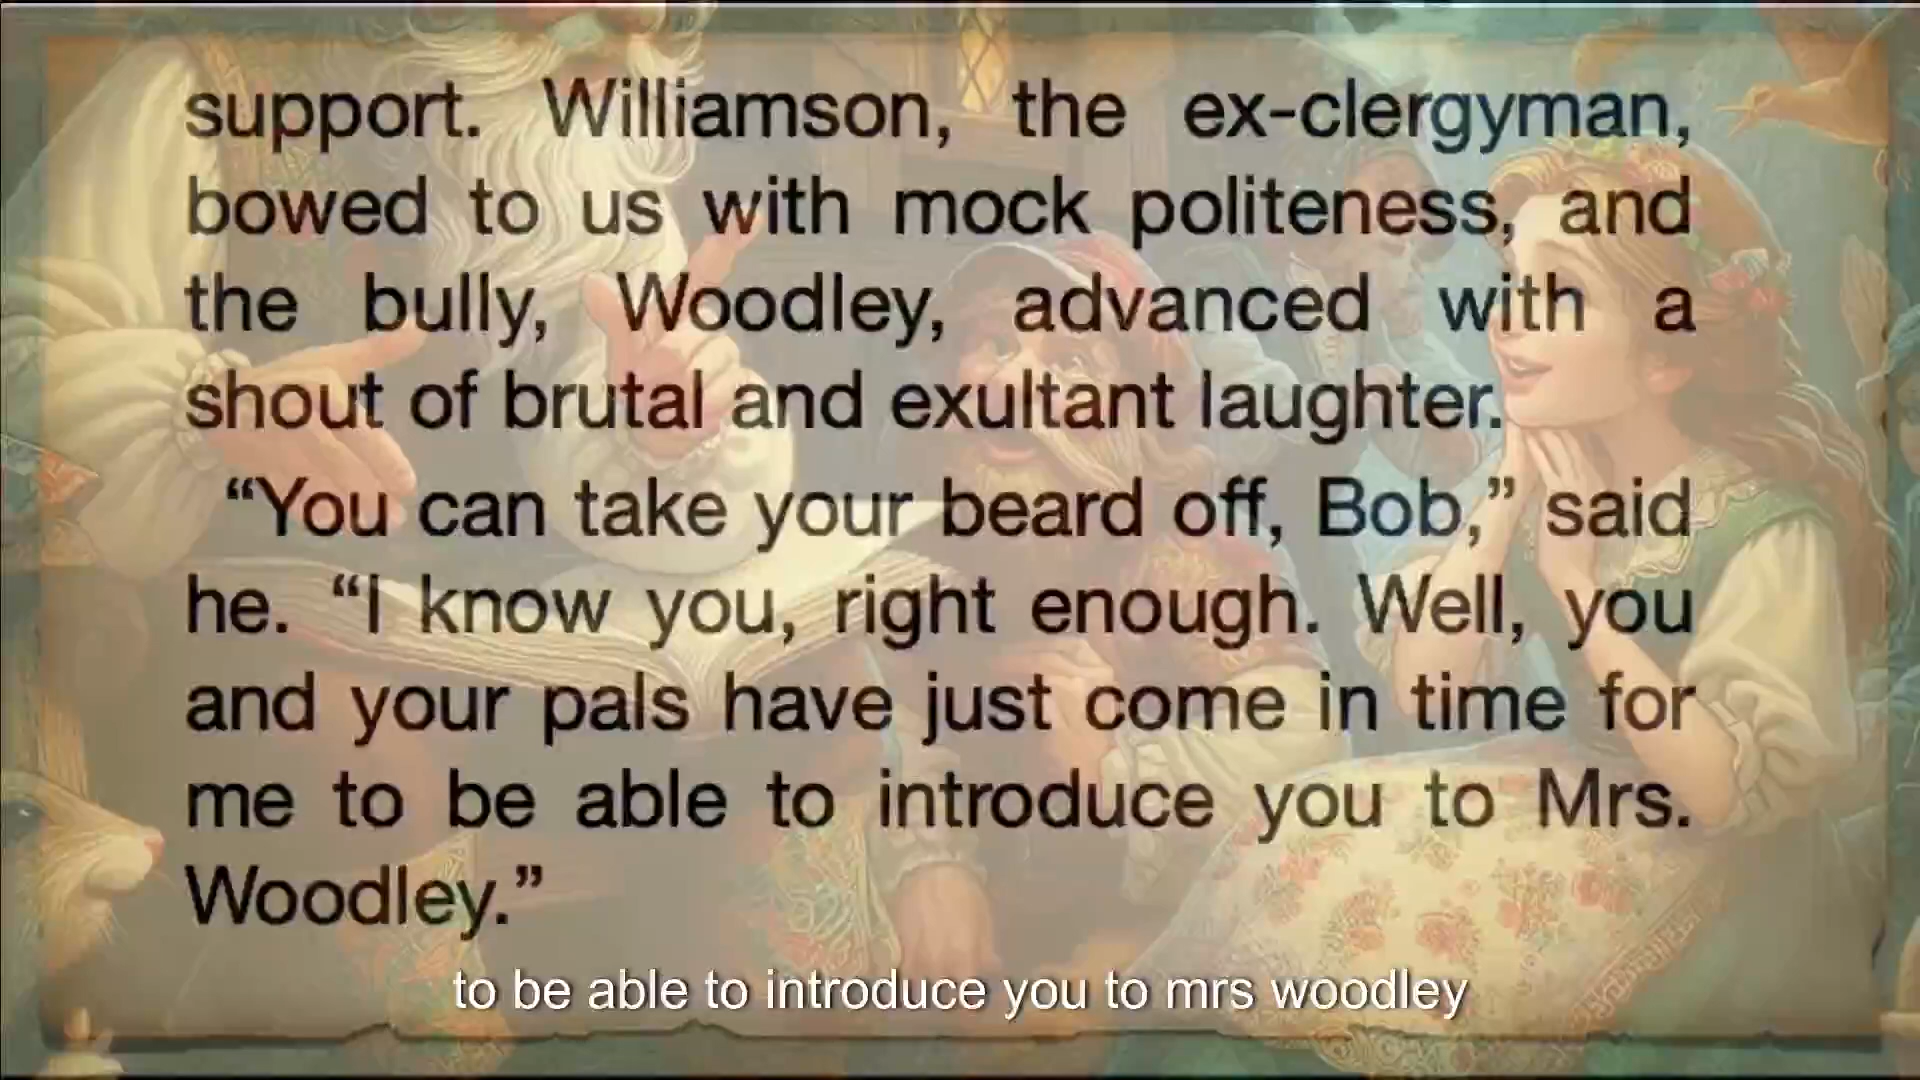 support. Williamson, the ex-clergyman,
bowed to us with mock politeness, and
the bully, Woodley, advanced with a
shout of brutal and exultant laughter.
“You can take your beard off, Bob,” said
he. “I know you, right enough. Well, you
and your pals have just come in time for
me to be able to introduce you to Mrs.
Woodley.”
to be able to introduce you to mrs woodley